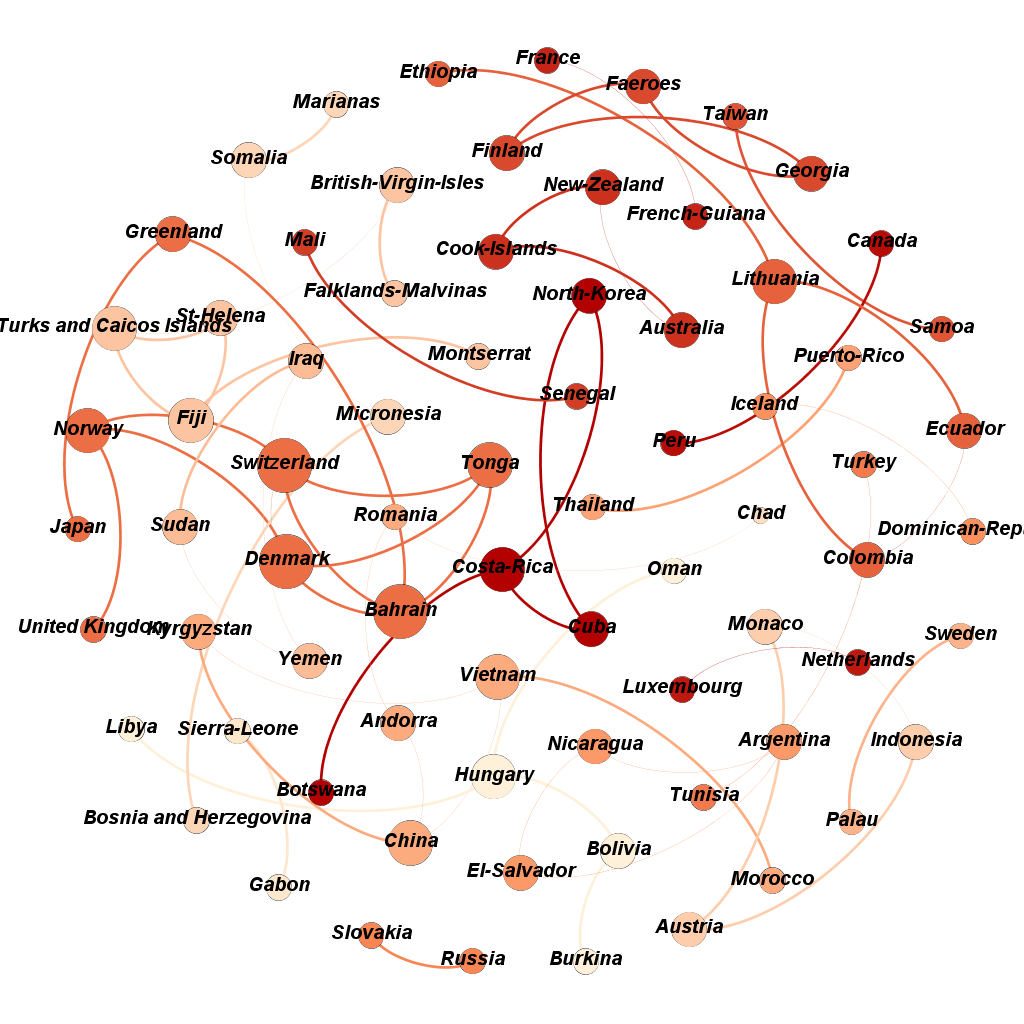 France
Ethiopia
Faeroes
Marianas
Taiwan
Finland
Somalia
Georgia
British-Virgin-Isles
New-Zealand
French-Guiana
Greenland
Mali
Cook-Islands
Canada
Lithuania
Falklands-Malvinas
North-Korea
St-Helena
Turks and Caicos Islands
Australia
Samoa
Montserrat
Puerto-Rico
Iraq
Senegal
Iceland
Micronesia
Fiji
Norway
Ecuador
Peru
Switzerland
Tonga
Turkey
Thailand
Romania
Chad
Japan
Sudan
Dominican-Repu
Denmark
Costa-Rica
Oman
Colombia
Bahrain
Monaco
United Kingdom
Kyrgyzstan
Cuba
Sweden
Yemen
Netherlands
Vietnam
Luxembourg
Andorra
Libya
Sierra-Leone
Nicaragua
Argentina
Indonesia
Hungary
Botswana
Tunisia
Bosnia and Herzegovina
Palau
China
Bolivia
El-Salvador
Morocco
Gabon
Austria
Slovakia
Russia
Burkina